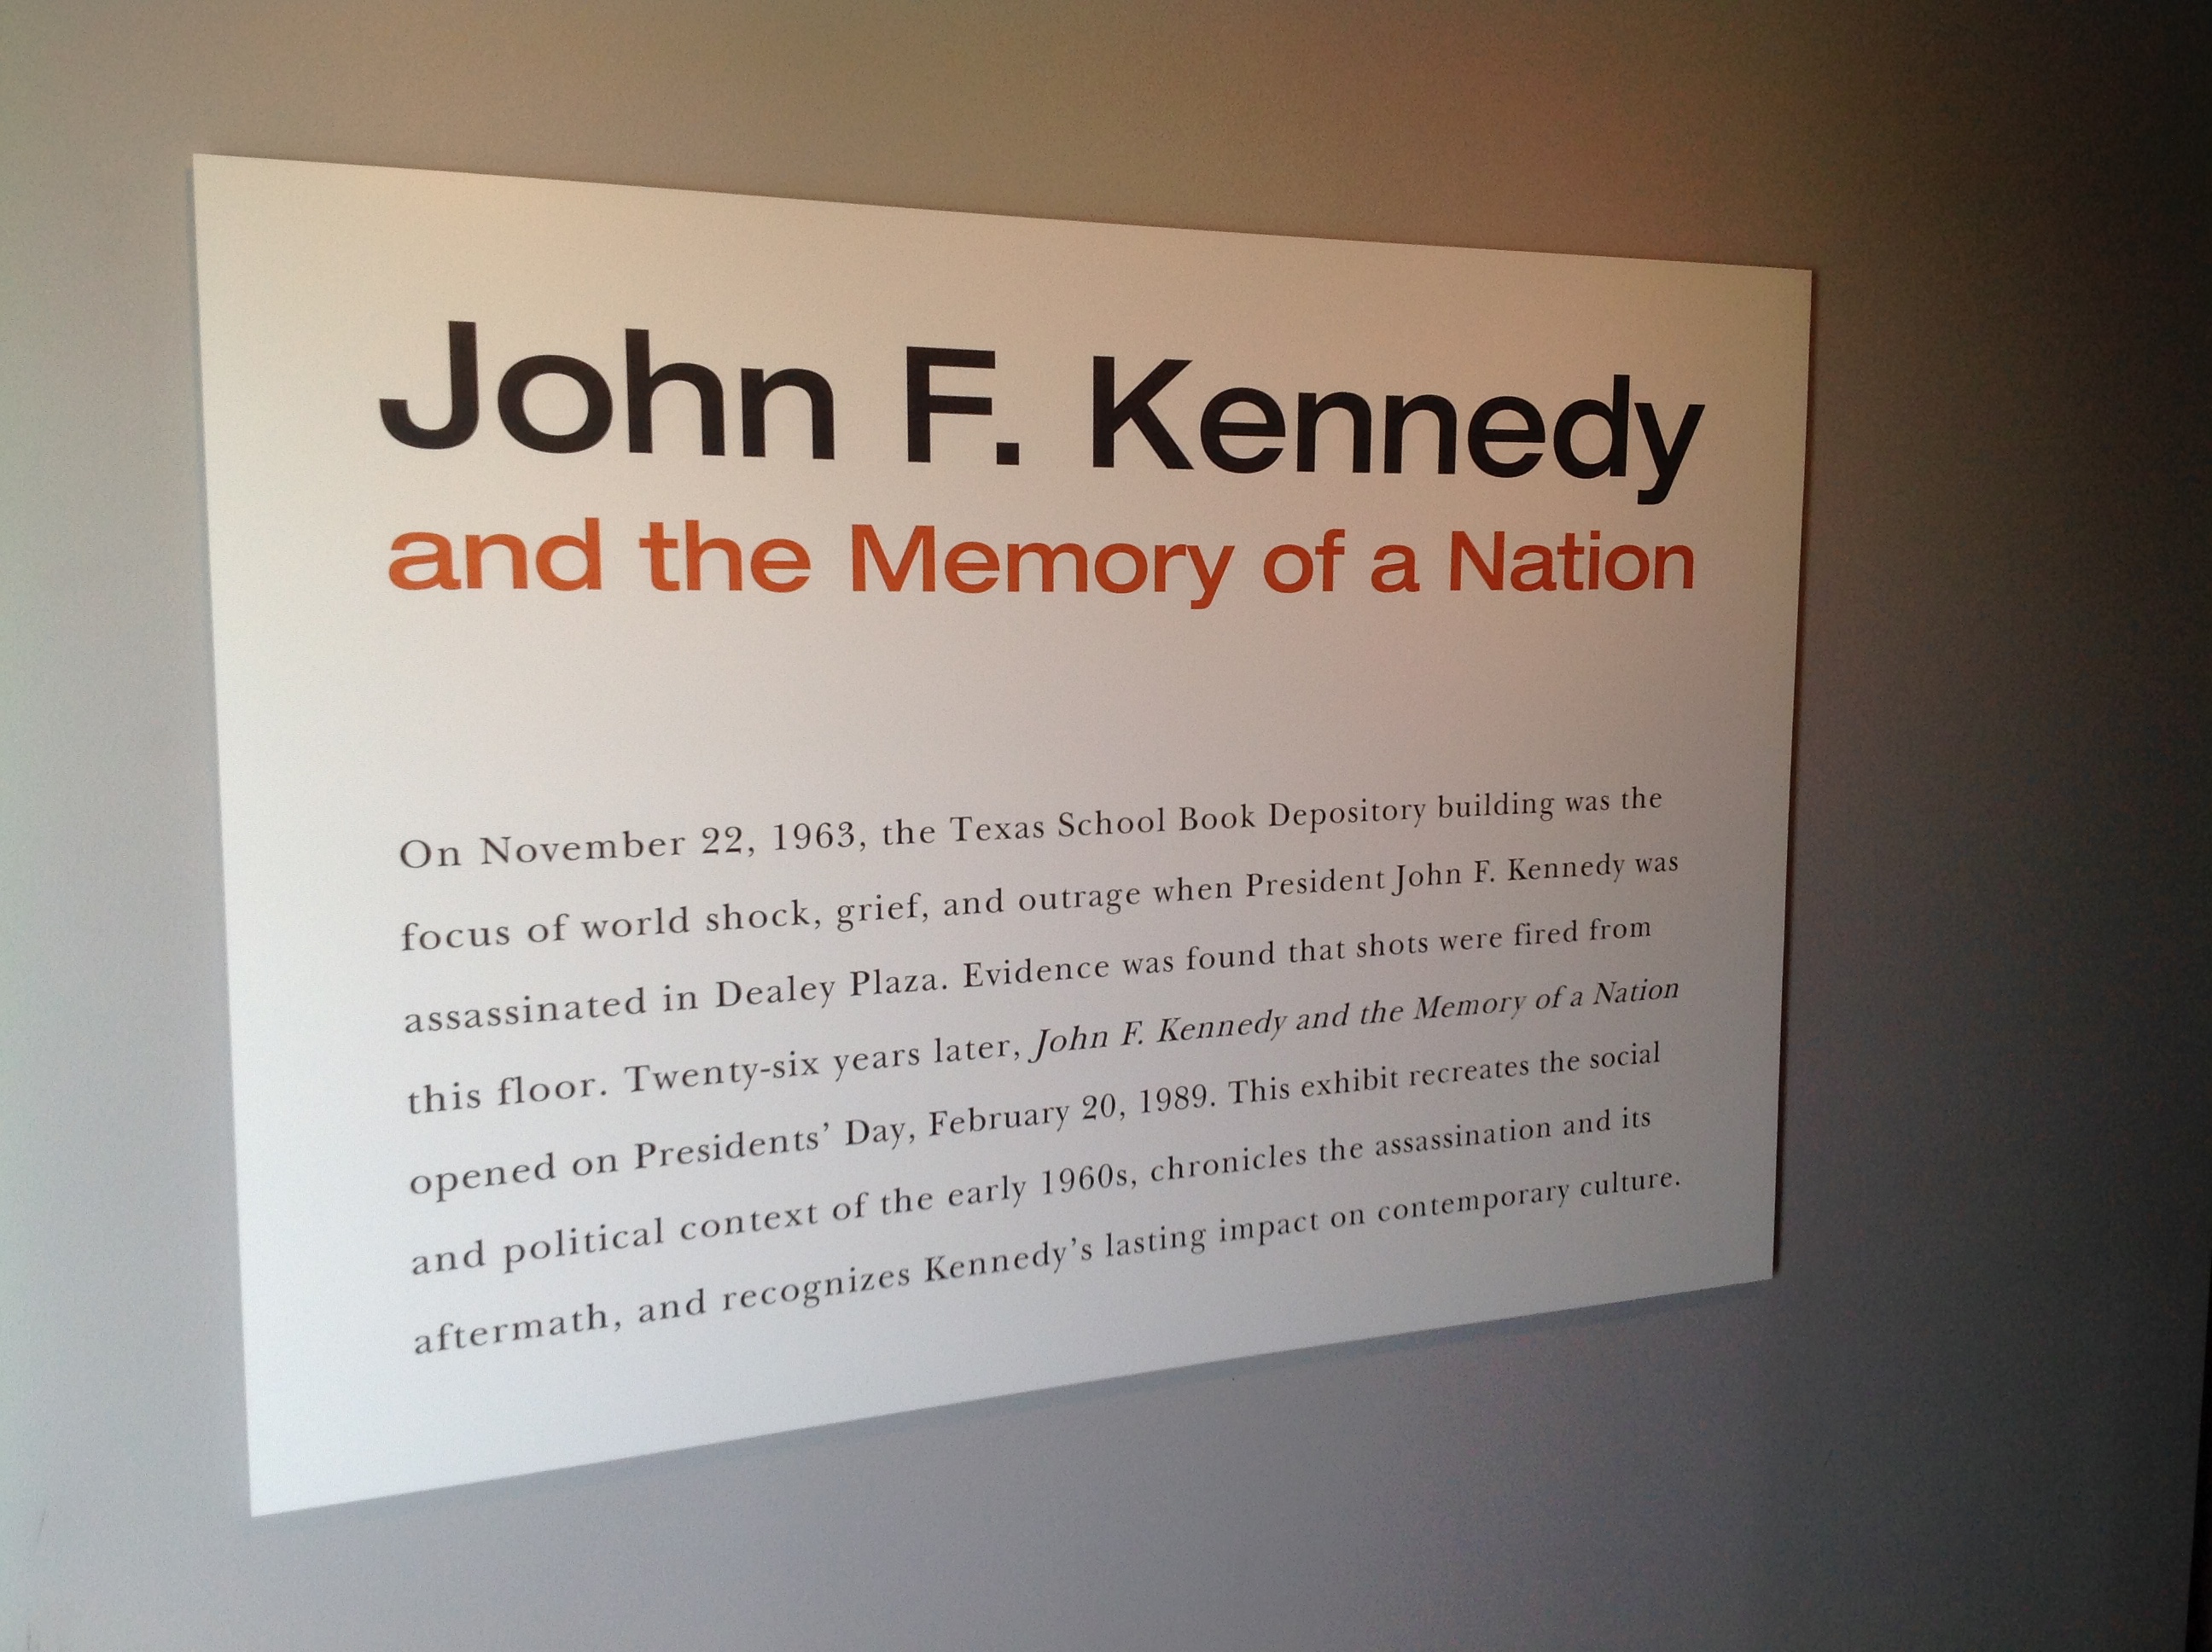 John F. Kennedy
and the Memory of a Nation
On November 22, 1963, the Texas School Book Depository building was the
focus of world shock, grief, and outrage when President John F. Kennedy was
assassinated in Dealey Plaza. Evidence was found that shots were fired from
this floor. Twenty-six years later, John F. Kennedy and the Memory of a Nation
opened on Presidents’ Day, February 20, 1989. This exhibit recreates the social
and political context of the early 1960s, chronicles the assassination and its
aftermath, and recognizes Kennedy’s lasting impact on contemporary culture.